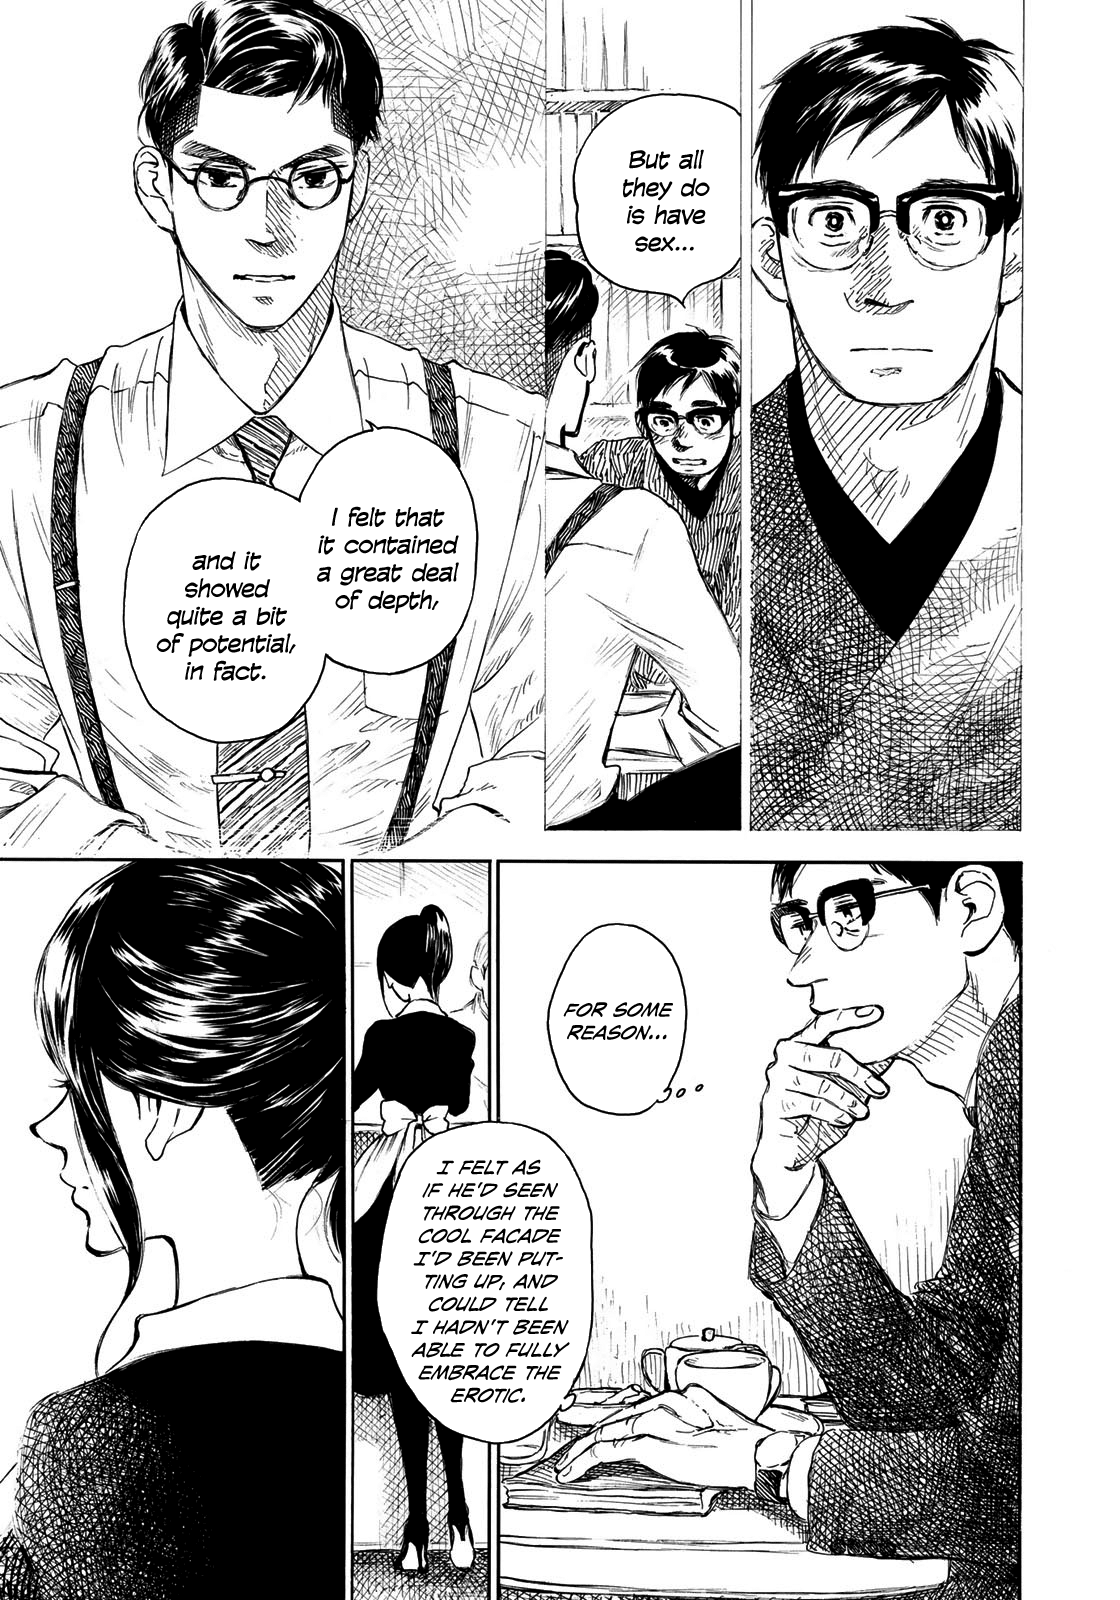 But all
they do
is have
sex...
I felt that
it contained
a great deal
of depth,
and it
showed
quite a bit
of potential,
in fact.
FOR SOME
REASON...
I FELT AS
IF HE'D SEEN
THROUGH THE
COOL FACADE
I'D BEEN PUT-
TING UP, AND
COULD TELL
I HADN'T BEEN
ABLE TO FULLY
EMBRACE THE
EROTIC.